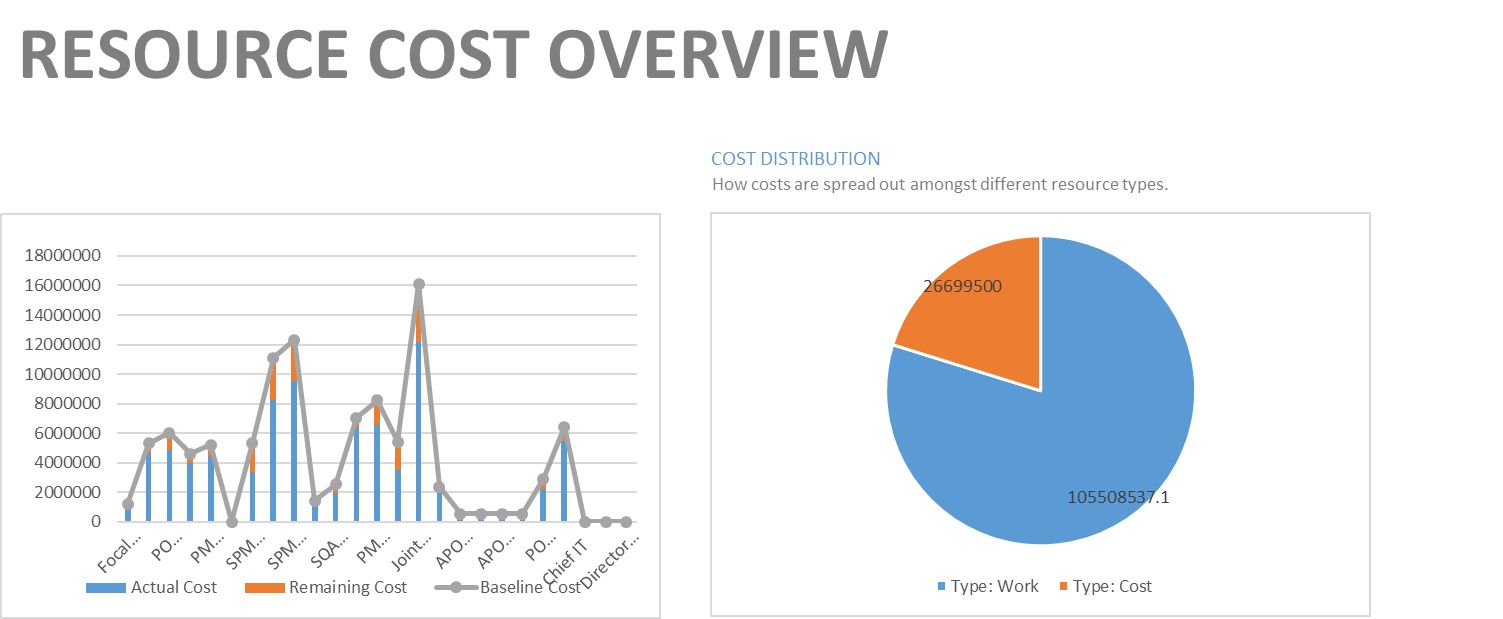 RESOURCE COST OVERVIEW
COST DISTRIBUTION
How costs are spread out amongst different resource types.
18000000
16000000
14000000
12000000
10000000
8000000
6000000
4000000
2000000
0
Focal...
PO...
PM...
SPM...
SPM...
SQA...
PM...
Joint...
APO...
APO...
PO...
Chief IT
Director...
Actual Cost
Remaining Cost
Baseline Cost
26699500
105508537.1
Type: Work
Type: Cost